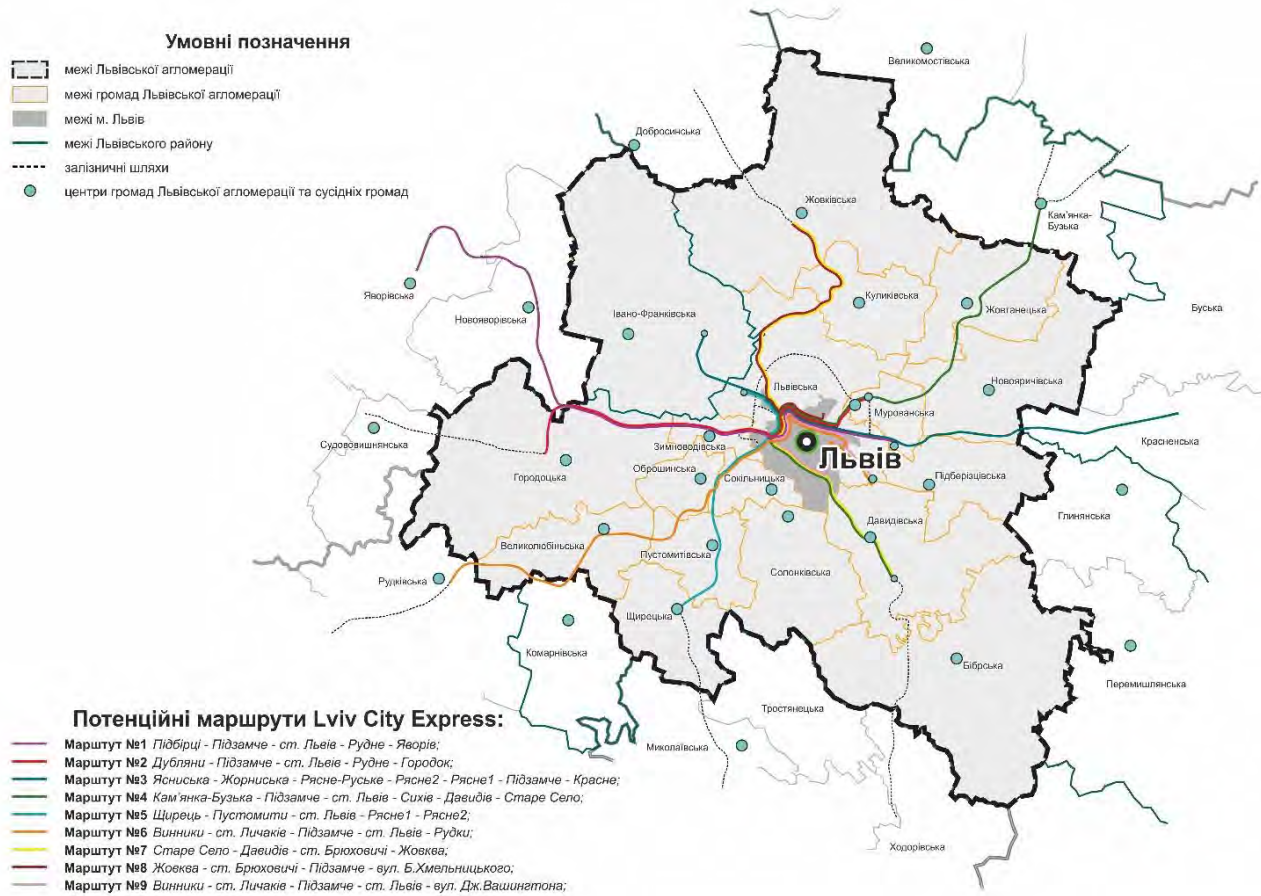 Умовні позначення
межі Львівської агломерації
межі громад Львівської агломерації
межі м. Львів
межі Львівського району
залізничні шляхи
центри громад Львівської агломерації та сусідніх громад
Великомостівська
Добросинська
Жовківська
Кам'янка-
Бузька
Яворівська
Новояворівська
Івано-Франківська
Куликівська
Жовтанецька
Буська
Львівська
Новояричівська
Мурованська
Судововишнянська
Зимноводівська
Львів
Красненська
Городоцька
Оброшинська
Сокільницька
Підберізцівська
Глинянська
Давидівська
Великолюбінська
Пустомитівська
Солонківська
Рудківська
Щирецька
Комарнівська
Бібрська
Перемишлянська
Тростянецька
Миколаївська
Ходорівська
Потенційні маршрути Lviv City Express:
Марштут №1 Підбірці - Підзамче - ст. Львів - Рудне - Яворів;
Марштут №2 Дубляни - Підзамче - ст. Львів - Рудне - Городок;
Марштут №3 Ясниська - Жорниська - Рясне-Руське - Рясне2 - Рясне1 - Підзамче - Красне;
Марштут №4 Кам'янка-Бузька - Підзамче - ст. Львів - Сихів - Давидів - Старе Село;
Марштут №5 Щирець - Пустомити - ст. Львів - Рясне1 - Рясне2;
Марштут №6 Винники - ст. Личаків - Підзамче - ст. Львів - Рудки;
Марштут №7 Старе Село - Давидів - ст. Брюховичі - Жовква;
Марштут №8 Жовква - ст. Брюховичі - Підзамче - вул. Б.Хмельницького;
Марштут №9 Винники - ст. Личаків - Підзамче - ст. Львів - вул. Дж.Вашингтона;